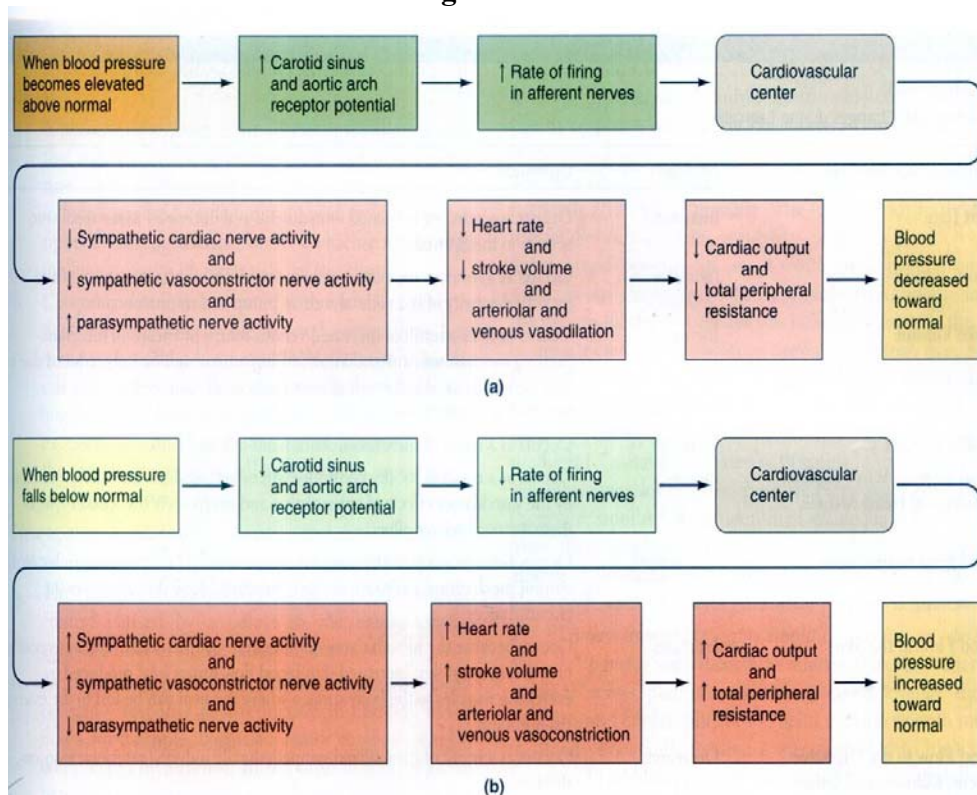 When blood pressure
becomes elevated
above normal
↑ Carotid sinus
and aortic arch
receptor potential
↑ Rate of firing
in afferent nerves
Cardiovascular
center
↓ Sympathetic cardiac nerve activity
and
↓ sympathetic vasoconstrictor nerve activity
and
↑ parasympathetic nerve activity
↓ Heart rate
and
↓ stroke volume
and
arteriolar and
venous vasodilation
↓ Cardiac output
and
↓ total peripheral
resistance
Blood
pressure
decreased
toward
normal
(a)
When blood pressure
falls below normal
↓ Carotid sinus
and aortic arch
receptor potential
↓ Rate of firing
in afferent nerves
Cardiovascular
center
↑ Sympathetic cardiac nerve activity
and
↑ sympathetic vasoconstrictor nerve activity
and
↓ parasympathetic nerve activity
↑ Heart rate
and
↑ stroke volume
and
arteriolar and
venous vasoconstriction
↑ Cardiac output
and
↑ total peripheral
resistance
Blood
pressure
increased
toward
normal
(b)